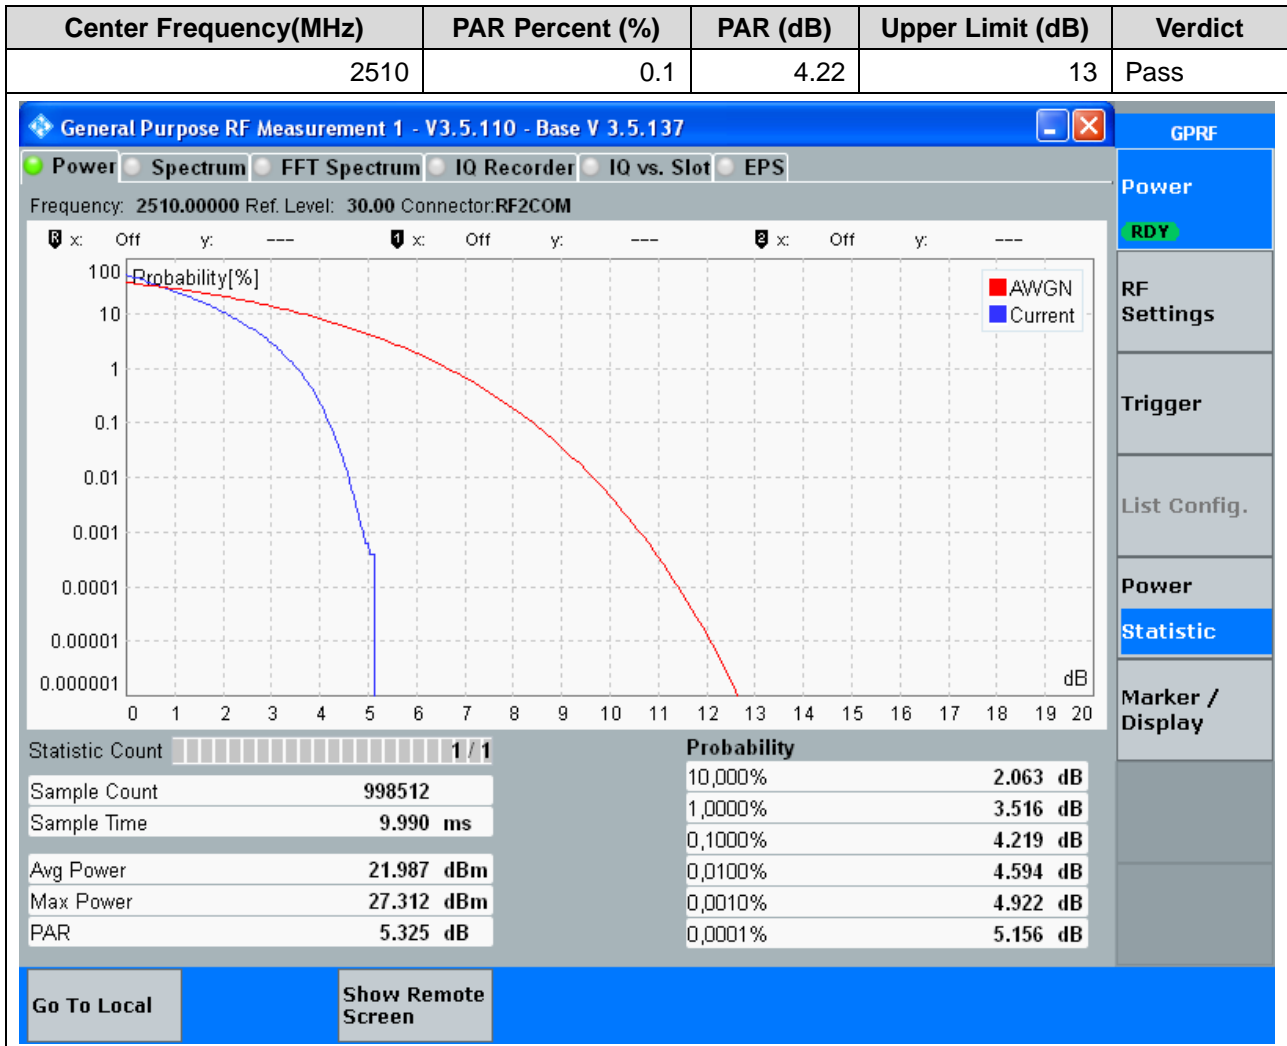 Center Frequency(MHz) PAR Percent (%) PAR (dB) Upper Limit (dB) Verdict
2510 0.1 4.22 13 Pass
General Purpose RF Measurement 1 - V3.5.110 - Base V 3.5.137
GPRF
Power Spectrum FFT Spectrum IQ Recorder IQ vs. Slot EPS
Power
RDY
Frequency: 2510.00000 Ref. Level: 30.00 Connector:RF2COM
R x: Off y: --- 1 x: Off y: --- 2 x: Off y: ---
Probability[%]
AWGN
Current
100
10
1
0.1
0.01
0.001
0.0001
0.00001
0.000001
dB
0 1 2 3 4 5 6 7 8 9 10 11 12 13 14 15 16 17 18 19 20
RF
Settings
Trigger
List Config.
Power
Statistic
Marker /
Display
Statistic Count 1 / 1
Sample Count 998512
Sample Time 9.990 ms
Avg Power 21.987 dBm
Max Power 27.312 dBm
PAR 5.325 dB
Probability
10,000% 2.063 dB
1,0000% 3.516 dB
0,1000% 4.219 dB
0,0100% 4.594 dB
0,0010% 4.922 dB
0,0001% 5.156 dB
Go To Local
Show Remote
Screen